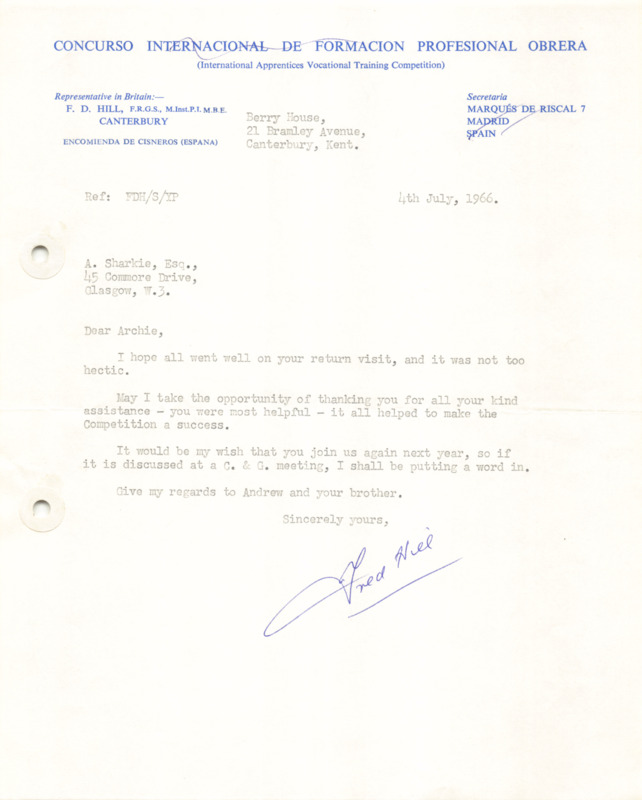 CONCURSO INTERNACIONAL DE FORMACION PROFESIONAL OBRERA
(International Apprentices Vocational Training Competition)
Representative in Britain:—
F. D. HILL, F.R.G.S., M.Inst.P.I. M.B.E.
CANTERBURY
ENCOMIENDA DE CISNEROS (ESPAÑA)
Secretaria
MARQUÉS DE RISCAL 7
MADRID
SPAIN
Berry House,
21 Bramley Avenue,
Canterbury, Kent.
Ref: FDH/S/YP
4th July, 1966.
A. Sharkie, Esq.,
45 Commore Drive,
Glasgow, W.3.
Dear Archie,
I hope all went well on your return visit, and it was not too
hectic.
May I take the opportunity of thanking you for all your kind
assistance - you were most helpful - it all helped to make the
Competition a success.
It would be my wish that you join us again next year, so if
it is discussed at a C. & G. meeting, I shall be putting a word in.
Give my regards to Andrew and your brother.
Sincerely yours,
Fred Hill